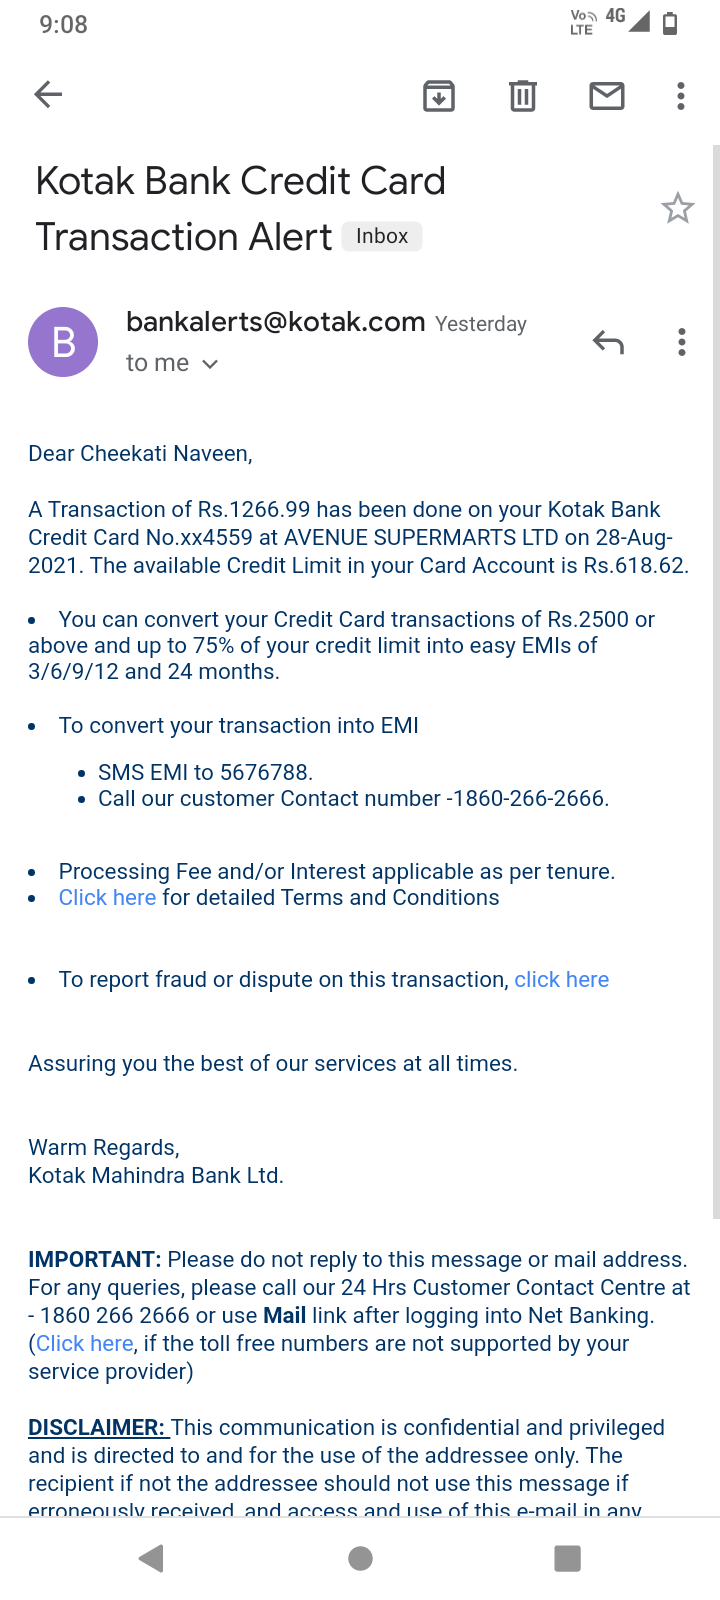 9:08
Vo LTE 4G
Kotak Bank Credit Card
Transaction Alert Inbox
B
bankalerts@kotak.com Yesterday
to me
Dear Cheekati Naveen,
A Transaction of Rs.1266.99 has been done on your Kotak Bank
Credit Card No.xx4559 at AVENUE SUPERMARTS LTD on 28-Aug-
2021. The available Credit Limit in your Card Account is Rs.618.62.
• You can convert your Credit Card transactions of Rs.2500 or
above and up to 75% of your credit limit into easy EMIs of
3/6/9/12 and 24 months.
• To convert your transaction into EMI
• SMS EMI to 5676788.
• Call our customer Contact number -1860-266-2666.
• Processing Fee and/or Interest applicable as per tenure.
• Click here for detailed Terms and Conditions
• To report fraud or dispute on this transaction, click here
Assuring you the best of our services at all times.
Warm Regards,
Kotak Mahindra Bank Ltd.
IMPORTANT: Please do not reply to this message or mail address.
For any queries, please call our 24 Hrs Customer Contact Centre at
- 1860 266 2666 or use Mail link after logging into Net Banking.
(Click here, if the toll free numbers are not supported by your
service provider)
DISCLAIMER: This communication is confidential and privileged
and is directed to and for the use of the addressee only. The
recipient if not the addressee should not use this message if
erroneously received, and access and use of this e-mail in any